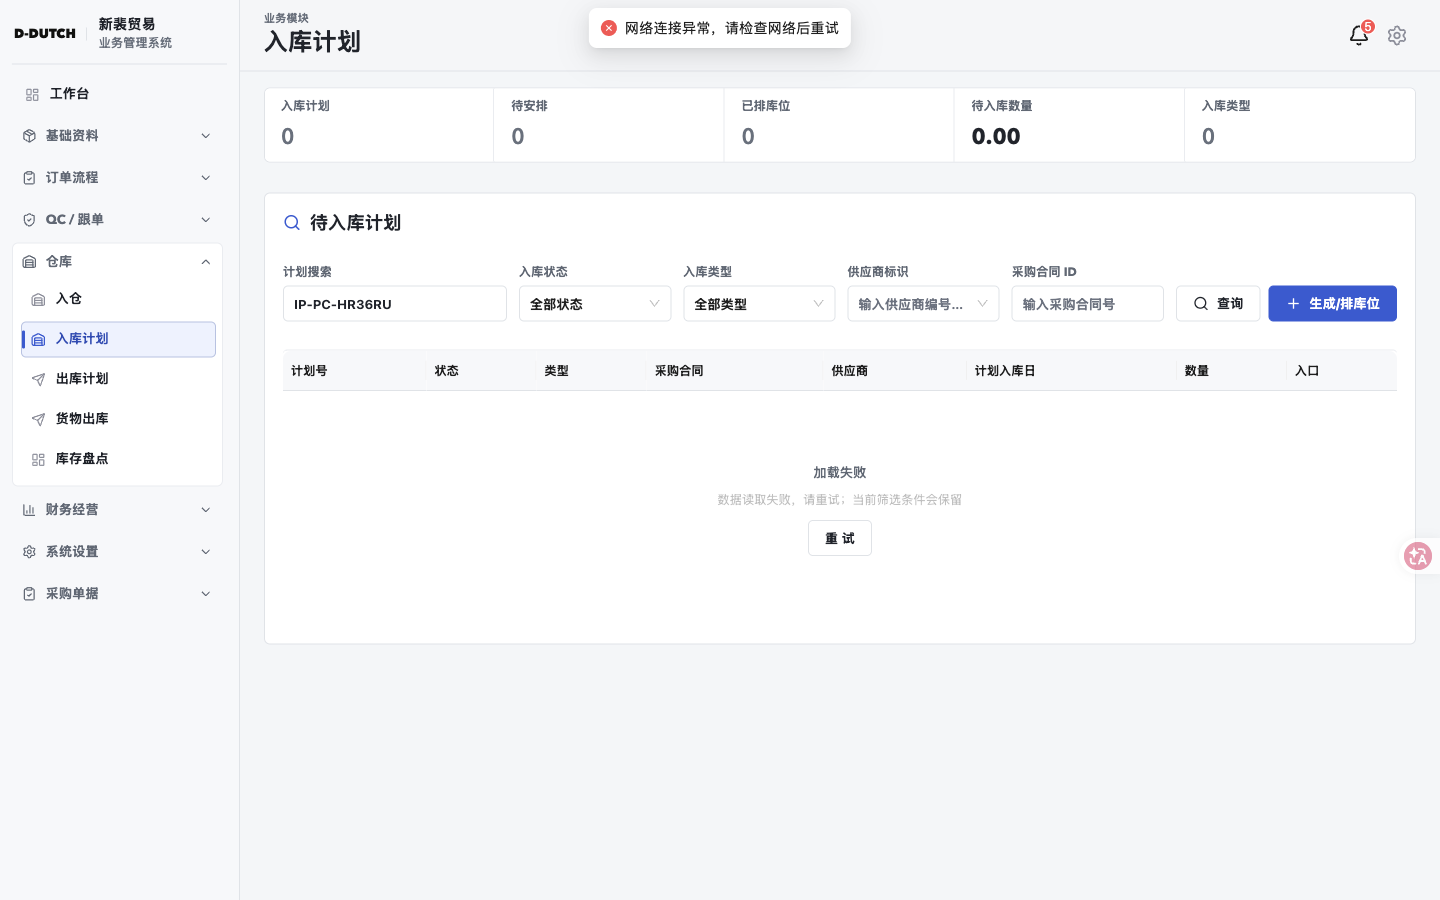 D-DUTCH
新裝贸易
业务管理系统
工作台
基础资料
订单流程
QC / 跟单
仓库
入仓
入库计划
出库计划
货物出库
库存盘点
财务经营
系统设置
采购单据
业务模块
入库计划
网络连接异常，请检查网络后重试
5
入库计划
0
待安排
0
已排库位
0
待入库数量
0.00
入库类型
0
待入库计划
计划搜索
IP-PC-HR36RU
入库状态
全部状态
入库类型
全部类型
供应商标识
输入供应商编号...
采购合同 ID
输入采购合同号
查询
生成/排库位
计划号 状态 类型 采购合同 供应商 计划入库日 数量 入口
加载失败
数据读取失败，请重试；当前筛选条件会保留
重 试